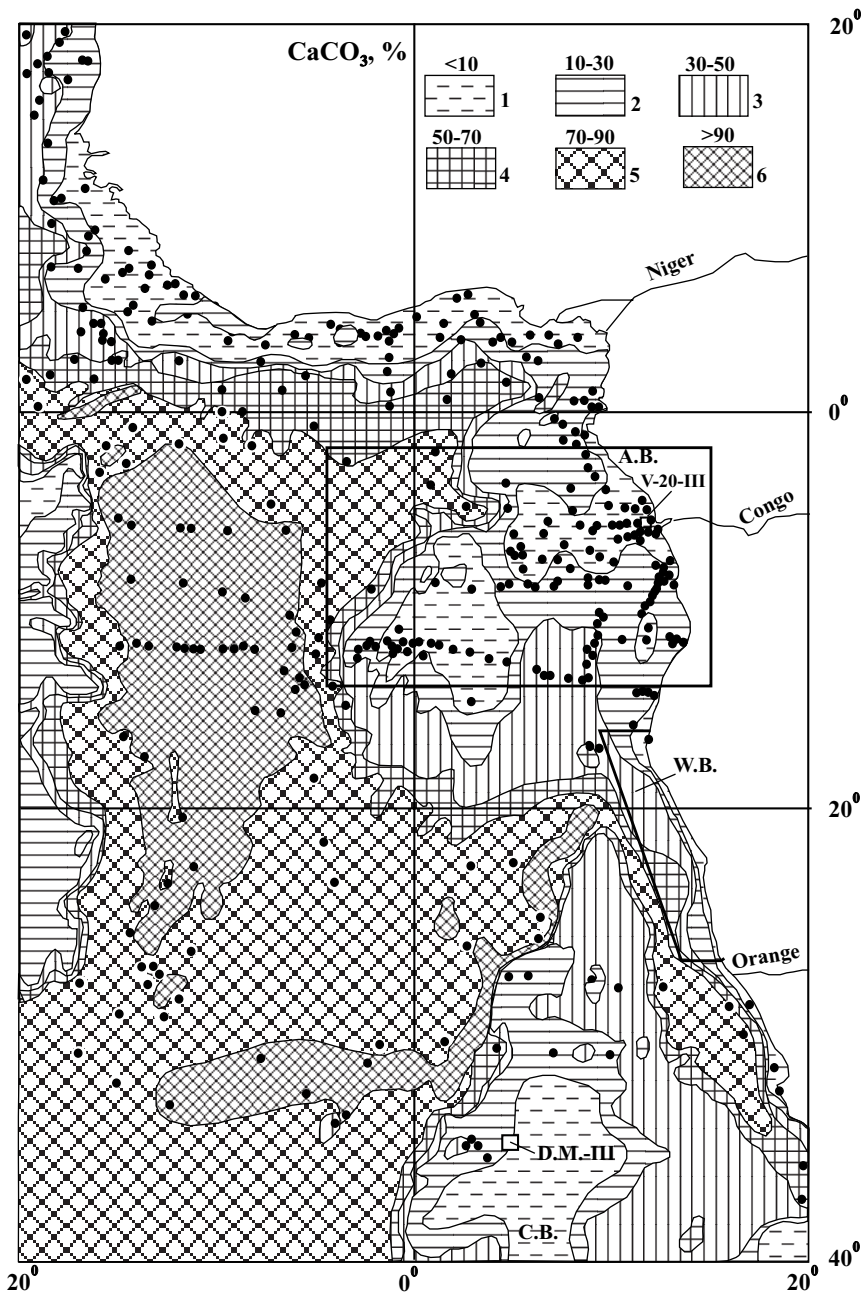 20⁰
CaCO₃, %
<10 10-30 30-50
1 2 3
50-70 70-90 >90
4 5 6
Niger
0⁰
A.B.
V-20-III
Congo
W.B.
20⁰
Orange
D.M.-III
C.B.
20⁰ 0⁰ 20⁰ 40⁰